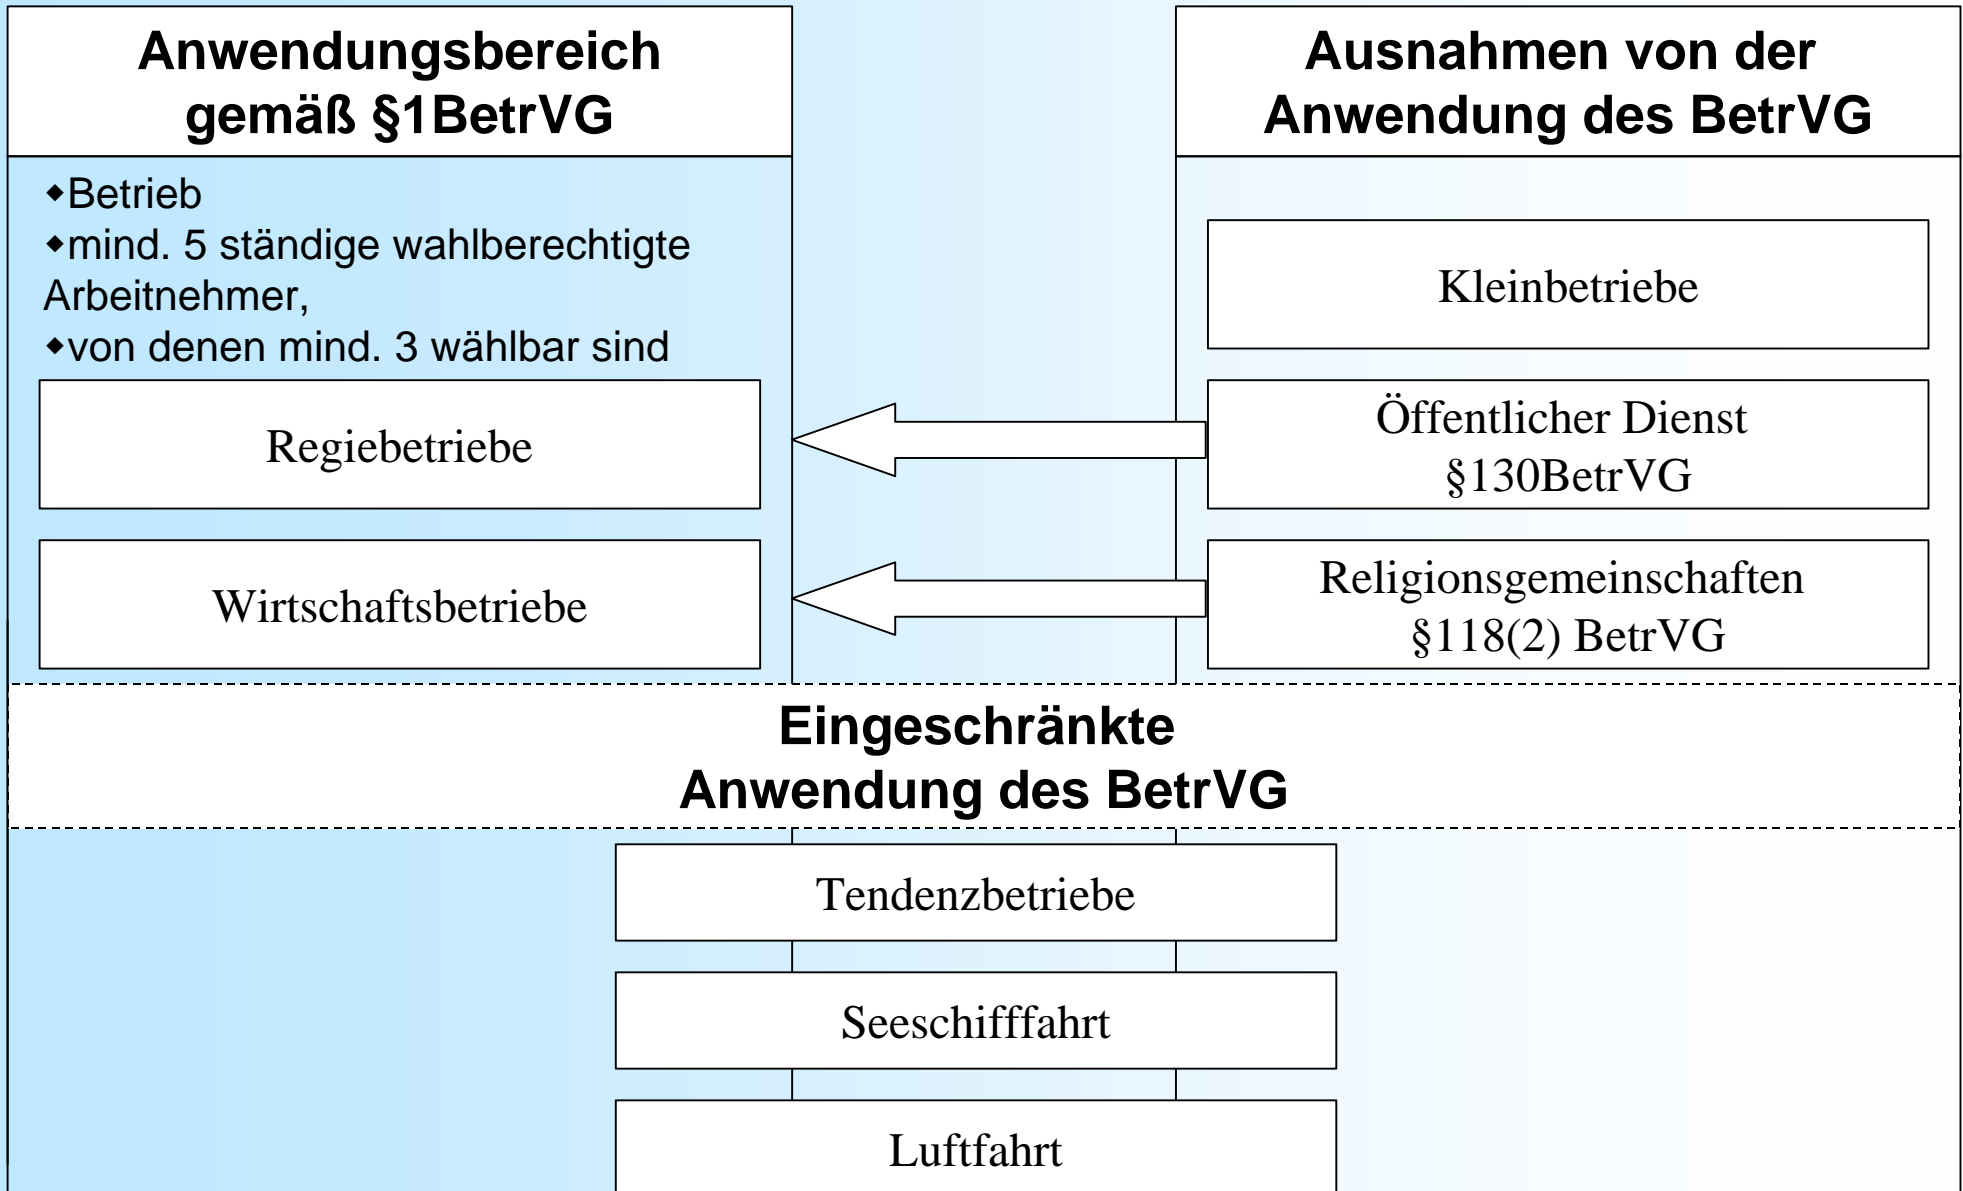 Anwendungsbereich
gemäß §1BetrVG
◆Betrieb
◆mind. 5 ständige wahlberechtigte
Arbeitnehmer,
◆von denen mind. 3 wählbar sind
Regiebetriebe
Wirtschaftsbetriebe
Ausnahmen von der
Anwendung des BetrVG
Kleinbetriebe
Öffentlicher Dienst
§130BetrVG
Religionsgemeinschaften
§118(2) BetrVG
Eingeschränkte
Anwendung des BetrVG
Tendenzbetriebe
Seeschifffahrt
Luftfahrt